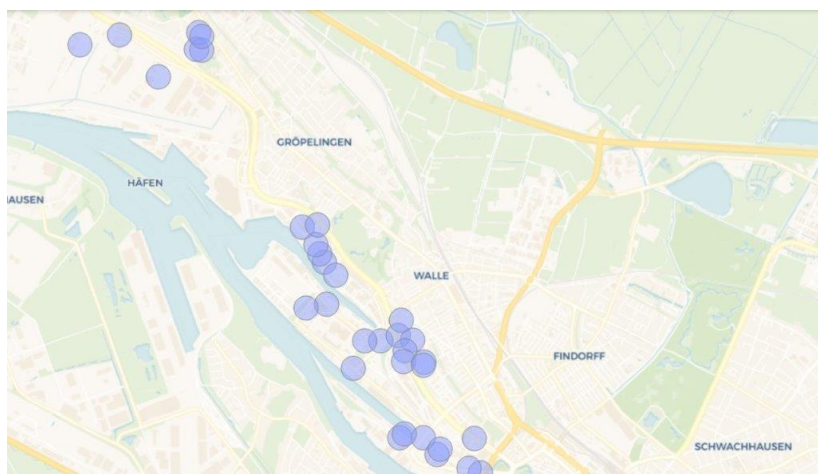 GRÖPELINGEN
HÄFEN
HAUSEN
WALLE
FINDORFF
SCHWACHHAUSEN